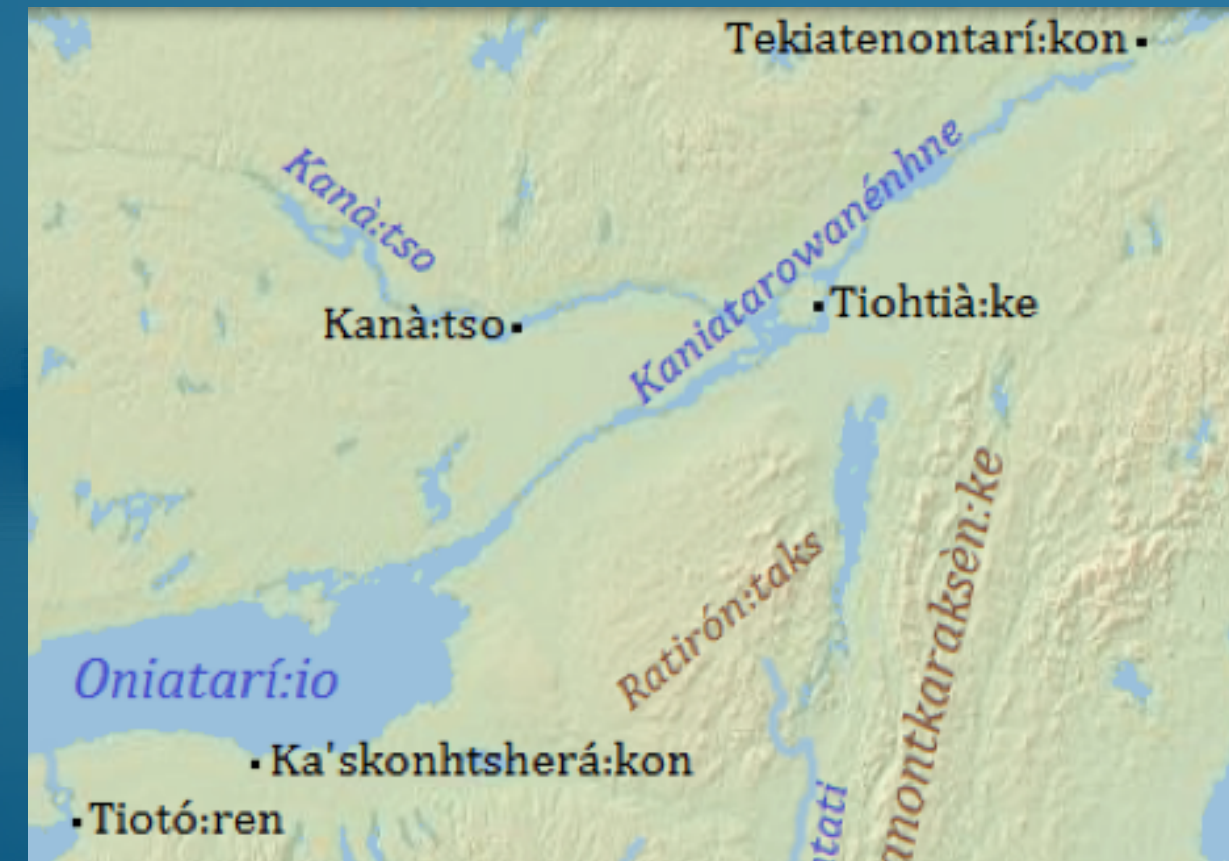 Tekiatenontarí:kon
Kanà:tso
Kaniatarowanénhne
Tiohtià:ke
Kanà:tso
Ratirón:taks
Oniatarí:io
Ka'skonhtsherá:kon
Tiotó:ren